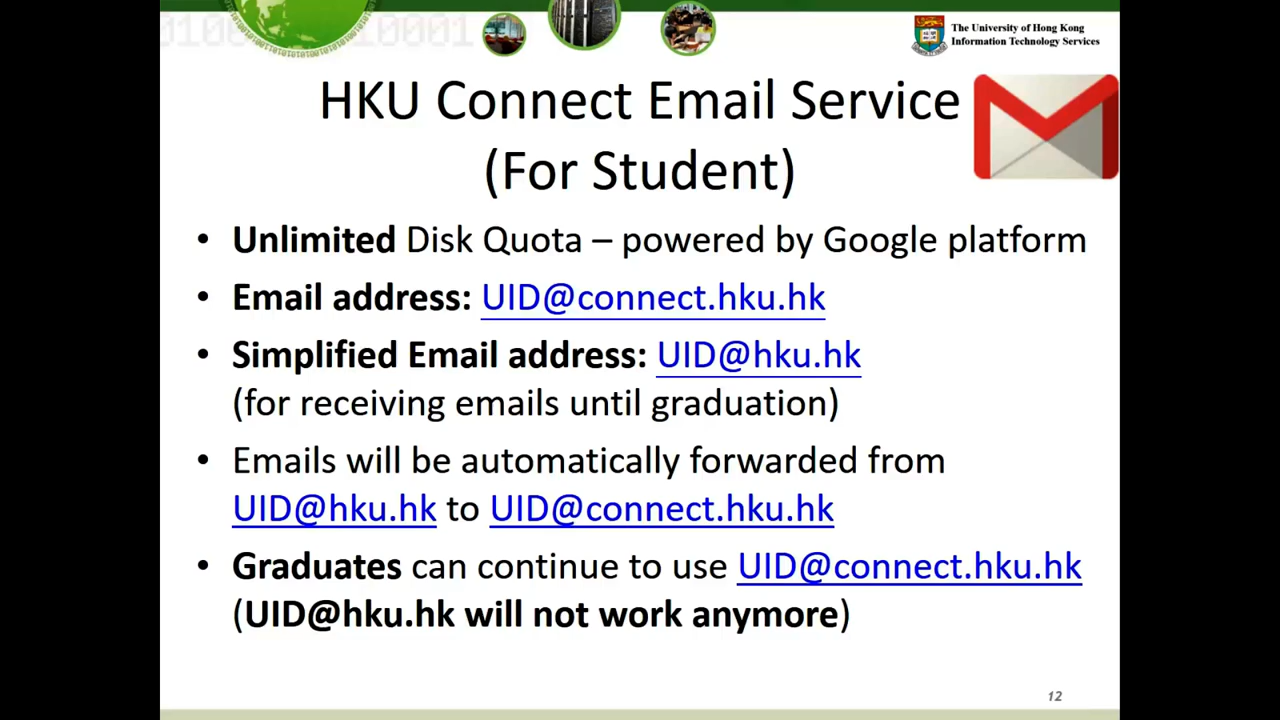 The University of Hong Kong
Information Technology Services
HKU Connect Email Service
(For Student)
• Unlimited Disk Quota – powered by Google platform
• Email address: UID@connect.hku.hk
• Simplified Email address: UID@hku.hk
(for receiving emails until graduation)
• Emails will be automatically forwarded from
UID@hku.hk to UID@connect.hku.hk
• Graduates can continue to use UID@connect.hku.hk
(UID@hku.hk will not work anymore)
12